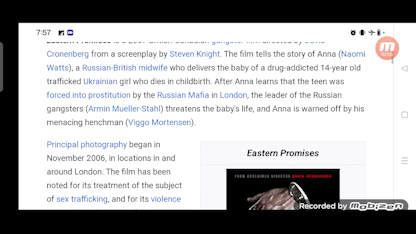 7:57
Eastern Promises is a 2007 British-Canadian gangster film directed by David
Cronenberg from a screenplay by Steven Knight. The film tells the story of Anna (Naomi
Watts), a Russian-British midwife who delivers the baby of a drug-addicted 14-year old
trafficked Ukrainian girl who dies in childbirth. After Anna learns that the teen was
forced into prostitution by the Russian Mafia in London, the leader of the Russian
gangsters (Armin Mueller-Stahl) threatens the baby's life, and Anna is warned off by his
menacing henchman (Viggo Mortensen).
Principal photography began in
November 2006, in locations in and
around London. The film has been
noted for its treatment of the subject
of sex trafficking, and for its violence
Eastern Promises
FROM ACCLAIMED DIRECTOR DAVID CRONENBERG
Recorded by
MOBIZEN